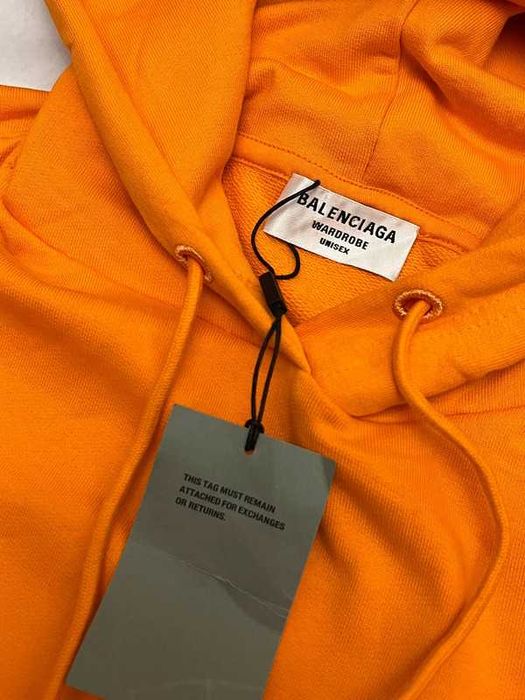 BALENCIAGA
WARDROBE
UNISEX
THIS TAG MUST REMAIN
ATTACHED FOR EXCHANGES
OR RETURNS.